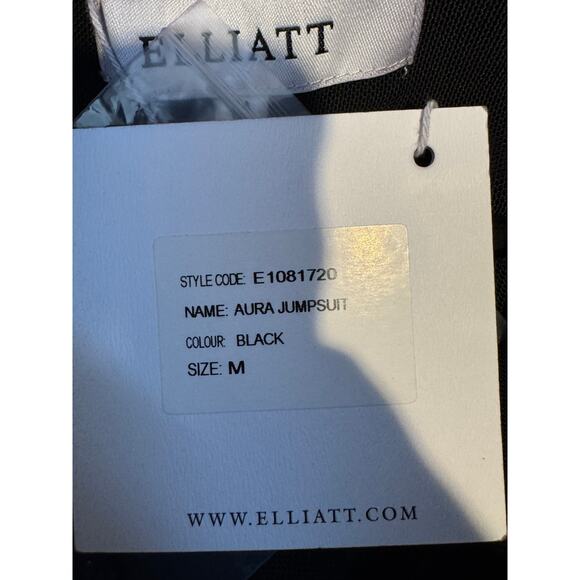 ELLIATT
STYLE CODE: E1081720
NAME: AURA JUMPSUIT
COLOUR: BLACK
SIZE: M
WWW.ELLIATT.COM